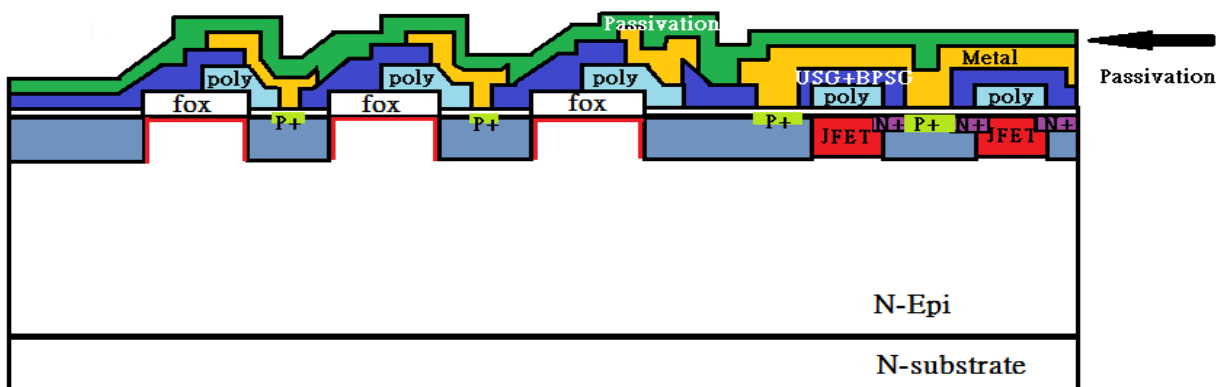 Passivation
Metal
Passivation
poly
poly
poly
USG+BPSG
poly
poly
fox
fox
fox
P+
P+
P+
JFET
N+
P+
N+
JFET
N+
N-Epi
N-substrate